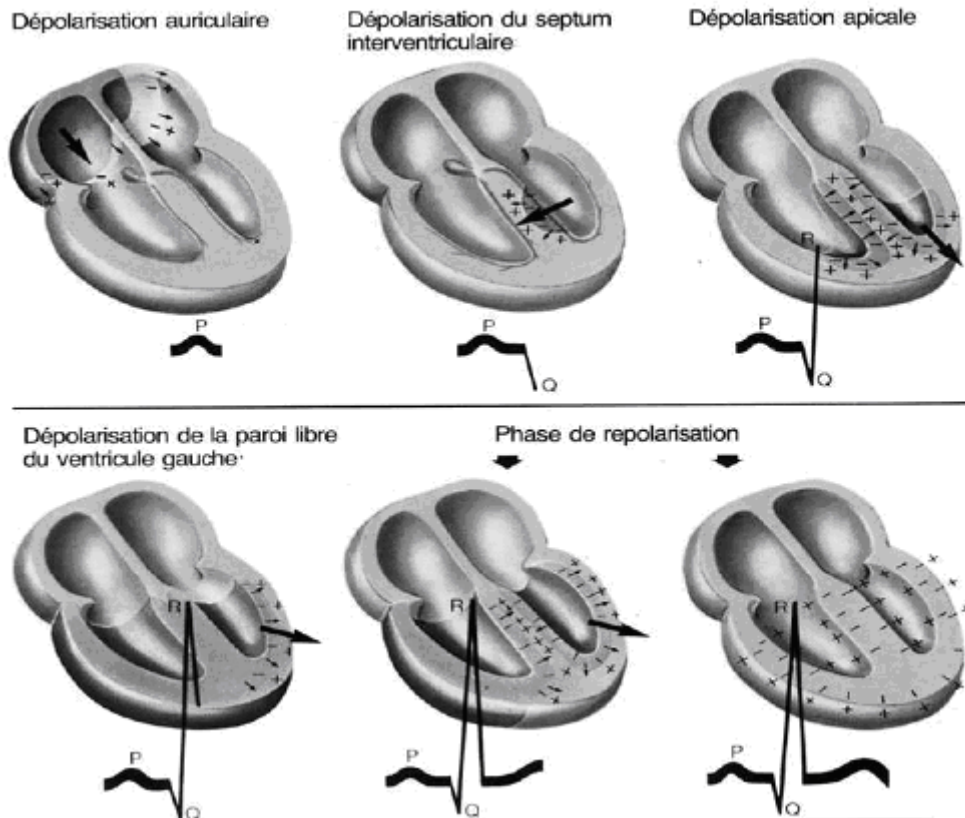 Dépolarisation auriculaire
Dépolarisation du septum
interventriculaire
Dépolarisation apicale
P
P
Q
R
P
Q
Dépolarisation de la paroi libre
du ventricule gauche
Phase de repolarisation
R
P
Q
R
P
Q
R
P
Q